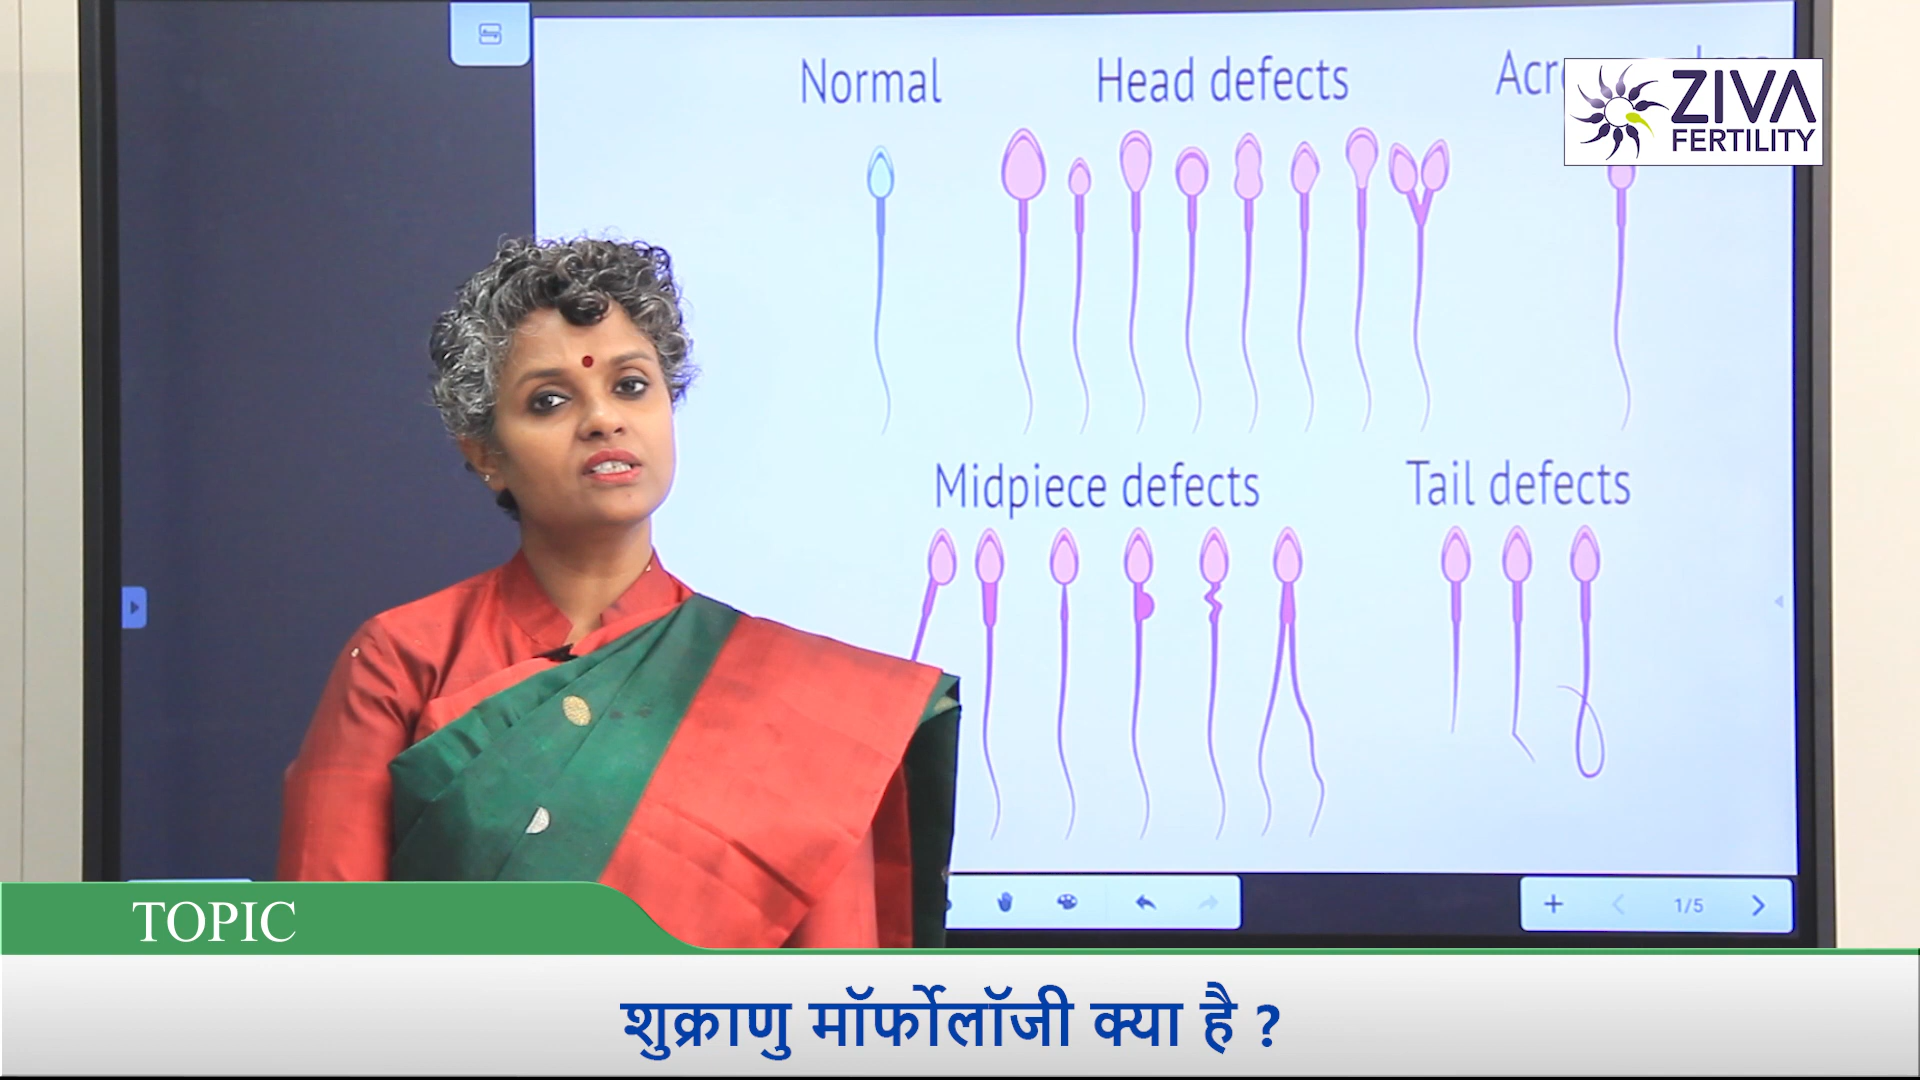 Normal
Head defects
ZIVA
FERTILITY
Midpiece defects
Tail defects
1/5
TOPIC
शुक्राणु मॉर्फोलॉजी क्या है ?